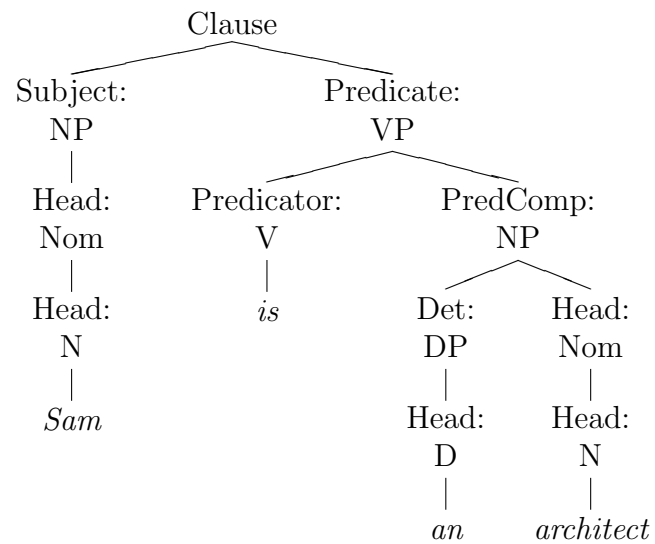 Clause
Subject: Predicate:
NP VP
Head: Predicator: PredComp:
Nom V NP
Head: is Det: Head:
N DP Nom
Sam Head: Head:
D N
an architect